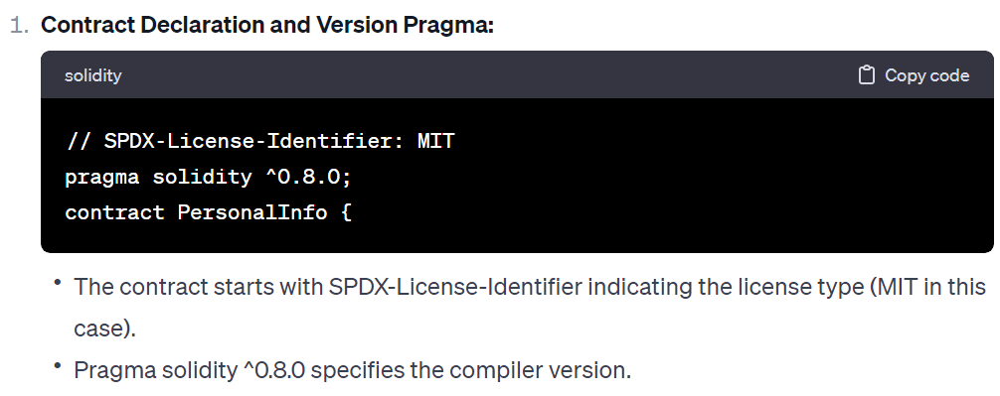 1. Contract Declaration and Version Pragma:
solidity Copy code
// SPDX-License-Identifier: MIT
pragma solidity ^0.8.0;
contract PersonalInfo {
• The contract starts with SPDX-License-Identifier indicating the license type (MIT in this
case).
• Pragma solidity ^0.8.0 specifies the compiler version.